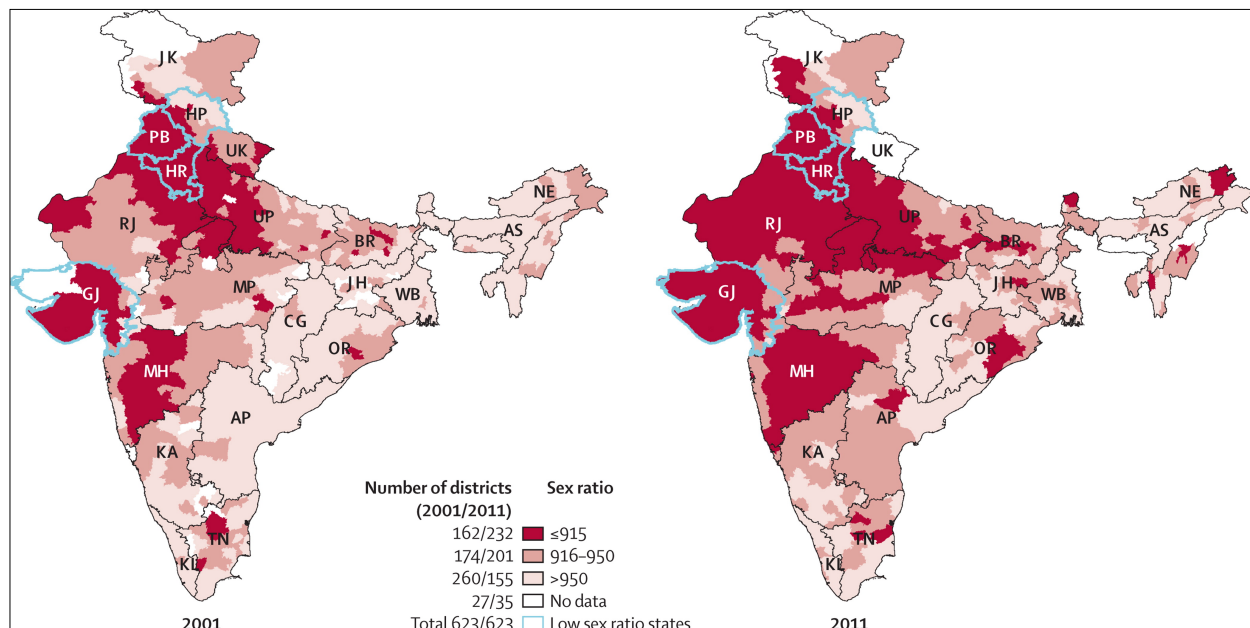 JK
HP
PB
UK
HR
RJ
UP
NE
AS
BR
GJ
MP
JH
WB
CG
OR
MH
AP
KA
TN
KL
2001
JK
HP
PB
UK
HR
RJ
UP
NE
AS
BR
GJ
MP
JH
WB
CG
OR
MH
AP
KA
TN
KL
2011
Number of districts Sex ratio
(2001/2011)
162/232 ≤915
174/201 916–950
260/155 >950
27/35 No data
Total 623/623 Low sex ratio states